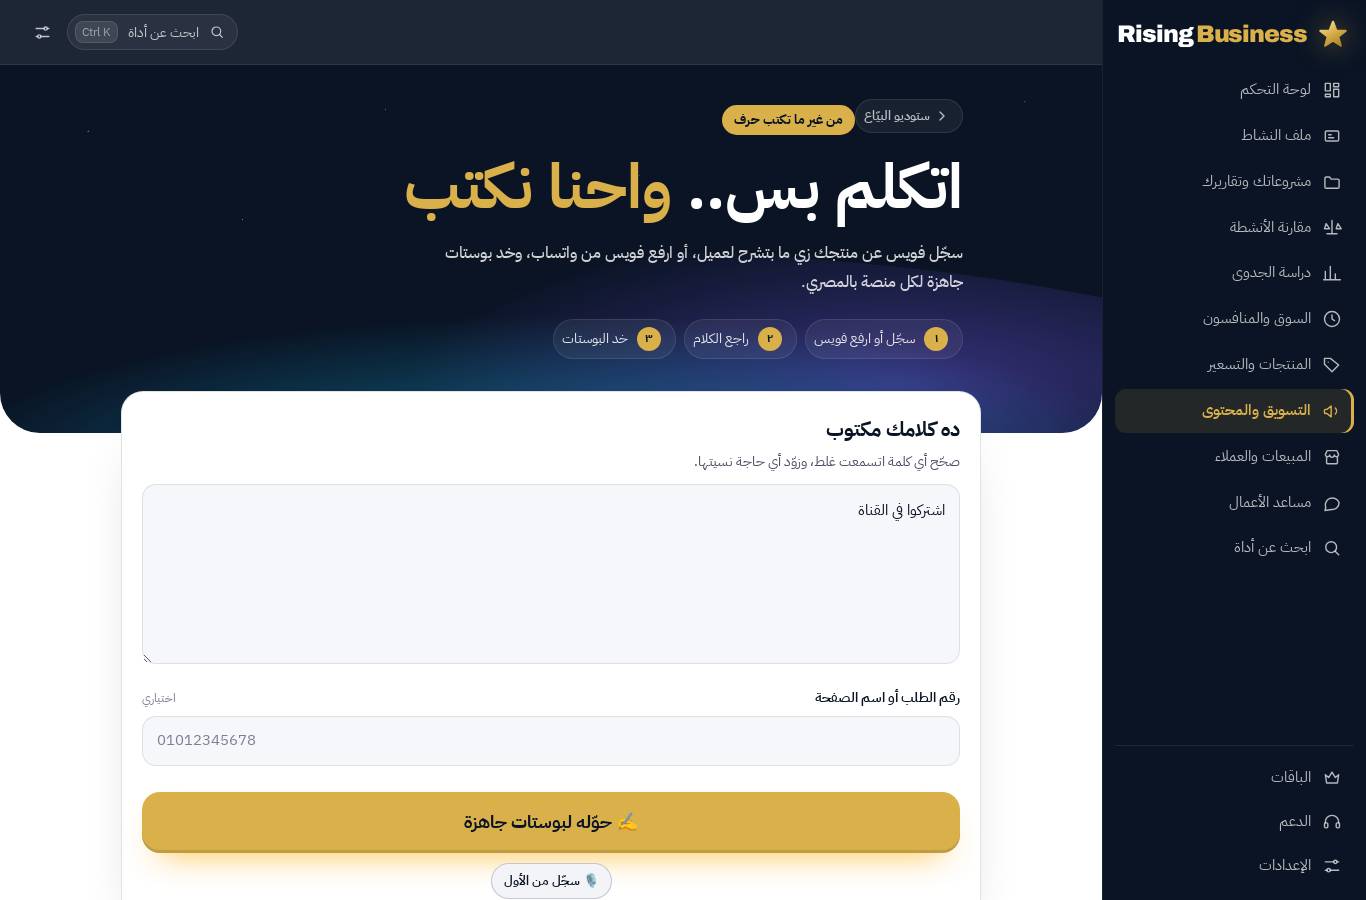 Rising Business
لوحة التحكم
ملف النشاط
مشروعاتك وتقاريرك
مقارنة الأنشطة
دراسة الجدوى
السوق والمنافسون
المنتجات والتسعير
التسويق والمحتوى
المبيعات والعملاء
مساعد الأعمال
ابحث عن أداة
الباقات
الدعم
الإعدادات
ابحث عن أداة Ctrl K
ستوديو البيّاع
من غير ما تكتب حرف
اتكلم بس.. واحنا نكتب
سجّل فويس عن منتجك زي ما بتشرح لعميل، أو ارفع فويس من واتساب، وخد بوستات
جاهزة لكل منصة بالمصري.
١ سجّل أو ارفع فويس
٢ راجع الكلام
٣ خد البوستات
ده كلامك مكتوب
صحّح أي كلمة اتسمعت غلط، وزوّد أي حاجة نسيتها.
اشتركوا في القناة
رقم الطلب أو اسم الصفحة
اختياري
01012345678
✍️ حوّله لبوستات جاهزة
🎙️ سجّل من الأول